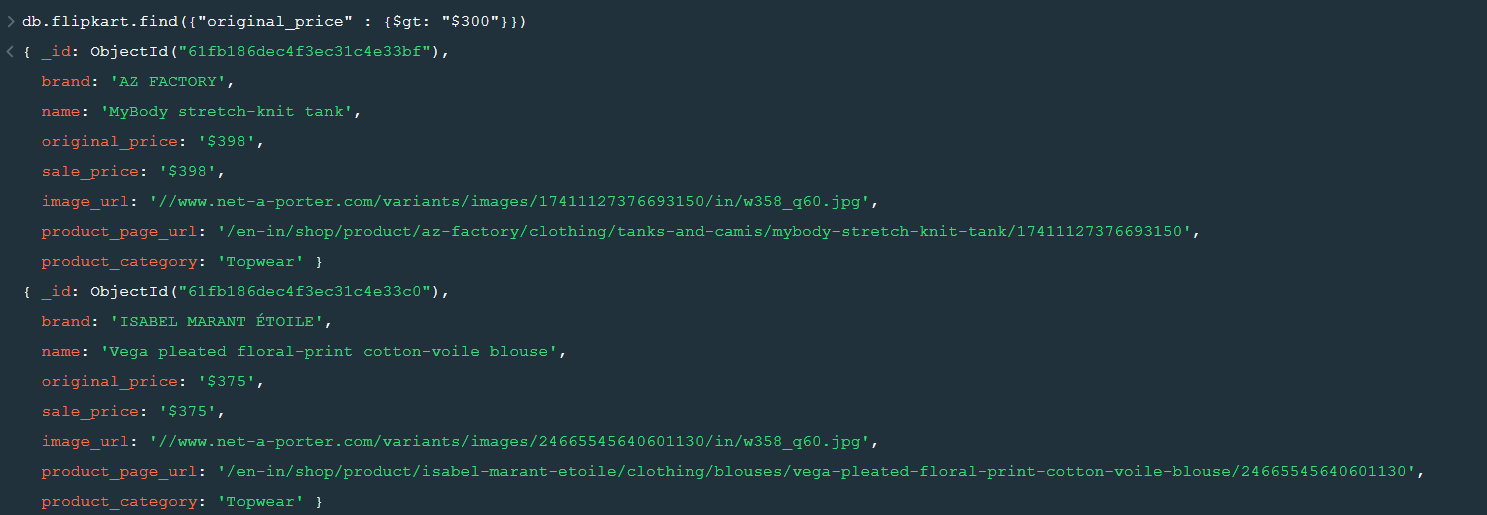 > db.flipkart.find({"original_price" : {$gt: "$300"}})
< { _id: ObjectId("61fb186dec4f3ec31c4e33bf"),
brand: 'AZ FACTORY',
name: 'MyBody stretch-knit tank',
original_price: '$398',
sale_price: '$398',
image_url: '//www.net-a-porter.com/variants/images/17411127376693150/in/w358_q60.jpg',
product_page_url: '/en-in/shop/product/az-factory/clothing/tanks-and-camis/mybody-stretch-knit-tank/17411127376693150',
product_category: 'Topwear' }
{ _id: ObjectId("61fb186dec4f3ec31c4e33c0"),
brand: 'ISABEL MARANT ÉTOILE',
name: 'Vega pleated floral-print cotton-voile blouse',
original_price: '$375',
sale_price: '$375',
image_url: '//www.net-a-porter.com/variants/images/24665545640601130/in/w358_q60.jpg',
product_page_url: '/en-in/shop/product/isabel-marant-etoile/clothing/blouses/vega-pleated-floral-print-cotton-voile-blouse/24665545640601130',
product_category: 'Topwear' }